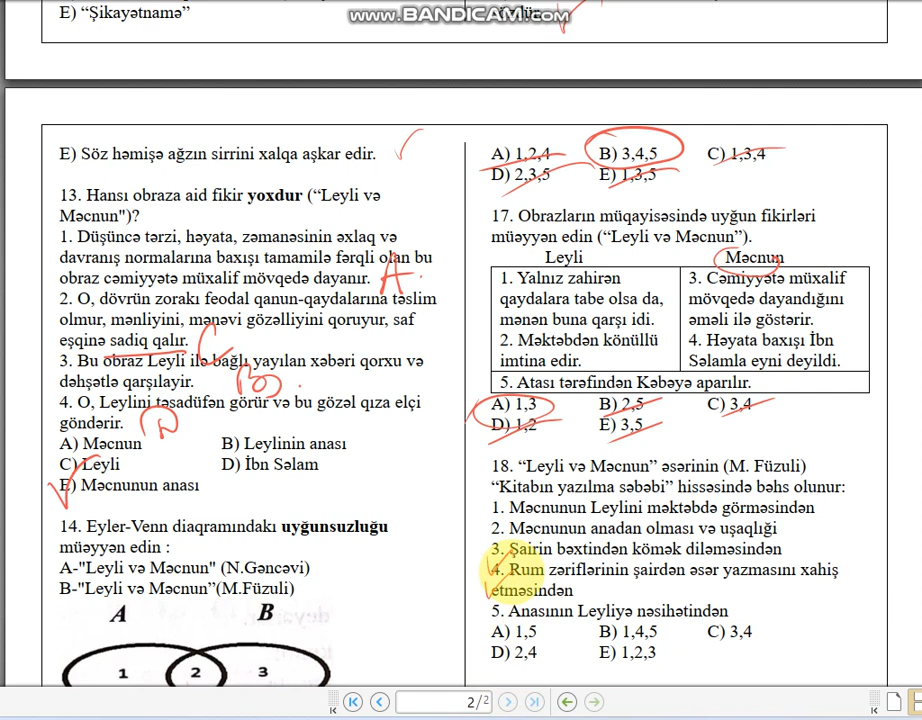 www.BANDICAM.com
E) “Şikayətnamə”
E) Söz həmişə ağzın sirrini xalqa aşkar edir.
13. Hansı obraza aid fikir yoxdur (“Leyli və
Məcnun")?
1. Düşüncə tərzi, həyata, zəmanəsinin əxlaq və
davranış normalarına baxışı tamamilə fərqli olan bu
obraz cəmiyyətə müxalif mövqedə dayanır. A
2. O, dövrün zorakı feodal qanun-qaydalarına təslim
olmur, mənliyini, mənəvi gözəlliyini qoruyur, saf
eşqinə sadiq qalır. C
3. Bu obraz Leyli ilə bağlı yayılan xəbəri qorxu və
dəhşətlə qarşılayir. B
4. O, Leylini təsadüfən görür və bu gözəl qıza elçi
göndərir. D
A) Məcnun B) Leylinin anası
C) Leyli D) İbn Səlam
E) Məcnunun anası
14. Eyler-Venn diaqramındakı uyğunsuzluğu
müəyyən edin :
A-"Leyli və Məcnun" (N.Gəncəvi)
B-"Leyli və Məcnun”(M.Füzuli)
A B
1 2 3
A) 1,2,4 B) 3,4,5 C) 1,3,4
D) 2,3,5 E) 1,3,5
17. Obrazların müqayisəsində uyğun fikirləri
müəyyən edin (“Leyli və Məcnun”).
Leyli Məcnun
1. Yalnız zahirən
qaydalara tabe olsa da,
mənən buna qarşı idi.
2. Məktəbdən könüllü
imtina edir.
3. Cəmiyyətə müxalif
mövqedə dayandığını
əməli ilə göstərir.
4. Həyata baxışı İbn
Səlamla eyni deyildi.
5. Atası tərəfindən Kəbəyə aparılır.
A) 1,3 B) 2,5 C) 3,4
D) 1,2 E) 3,5
18. “Leyli və Məcnun” əsərinin (M. Füzuli)
“Kitabın yazılma səbəbi” hissəsində bəhs olunur:
1. Məcnunun Leylini məktəbdə görməsindən
2. Məcnunun anadan olması və uşaqlıği
3. Şairin bəxtindən kömək diləməsindən
4. Rum zəriflərinin şairdən əsər yazmasını xahiş
etməsindən
5. Anasının Leyliyə nəsihətindən
A) 1,5 B) 1,4,5 C) 3,4
D) 2,4 E) 1,2,3
2/2